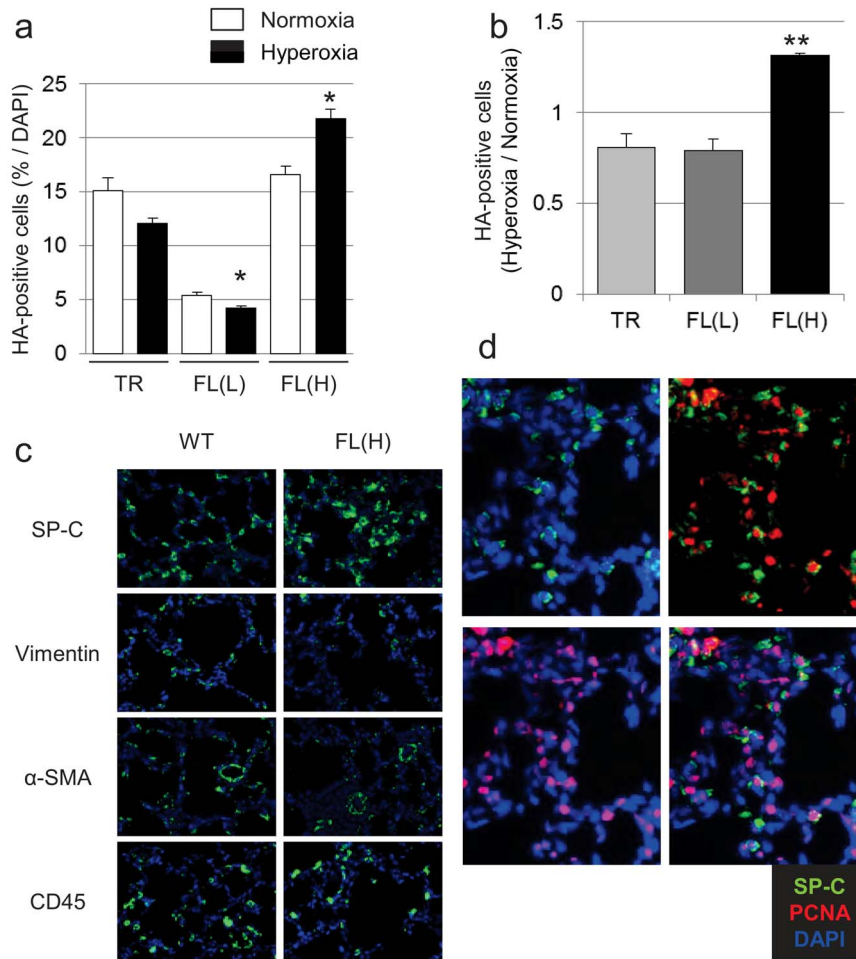 a
Normoxia
Hyperoxia
HA-positive cells (% / DAPI)
25
20
15
10
5
0
*
*
TR
FL(L)
FL(H)
b
HA-positive cells
(Hyperoxia / Normoxia)
1.5
1
0.5
0
**
TR
FL(L)
FL(H)
c
WT
FL(H)
SP-C
Vimentin
α-SMA
CD45
d
SP-C
PCNA
DAPI